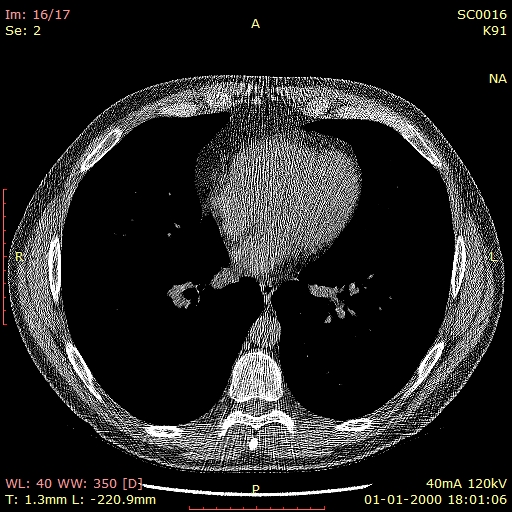 Im: 16/17
Se: 2
A
SC0016
K91
NA
R
L
WL: 40 WW: 350 [D]
T: 1.3mm L: -220.9mm
P
40mA 120kV
01-01-2000 18:01:06